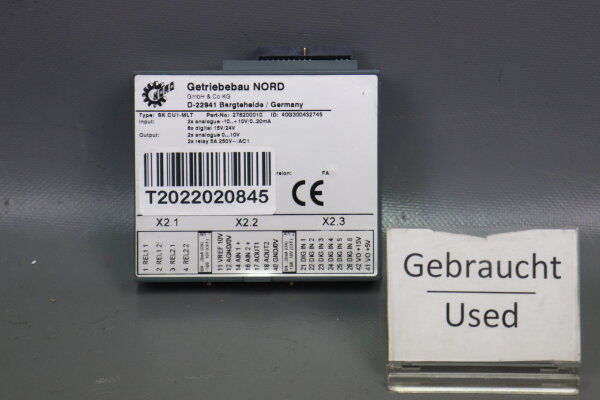 Getriebebau NORD
GmbH & Co KG
D-22941 Bargteheide / Germany
Type: SK CU1-MLT Part-No: 278200010 ID: 40G300432745
Input: 2x analogue -10..+10V/0..20mA
6x digital 15V/24V
Output: 2x analogue 0...10V
2x relay 5A 250V~/AC1
rsion: FA
T2022020845
CE
X2.1 X2.2 X2.3
1 REL1 1
2 REL1 2
3 REL2 1
4 REL2 2
11 VREF 10V
12 AGND/0V
14 AIN 1 +
16 AIN 2 +
17 AOUT1
18 AOUT2
40 GND/0V
21 DIG IN 1
22 DIG IN 2
23 DIG IN 3
24 DIG IN 4
25 DIG IN 5
26 DIG IN 6
42 VO +15V
41 VO +5V
Gebraucht
Used